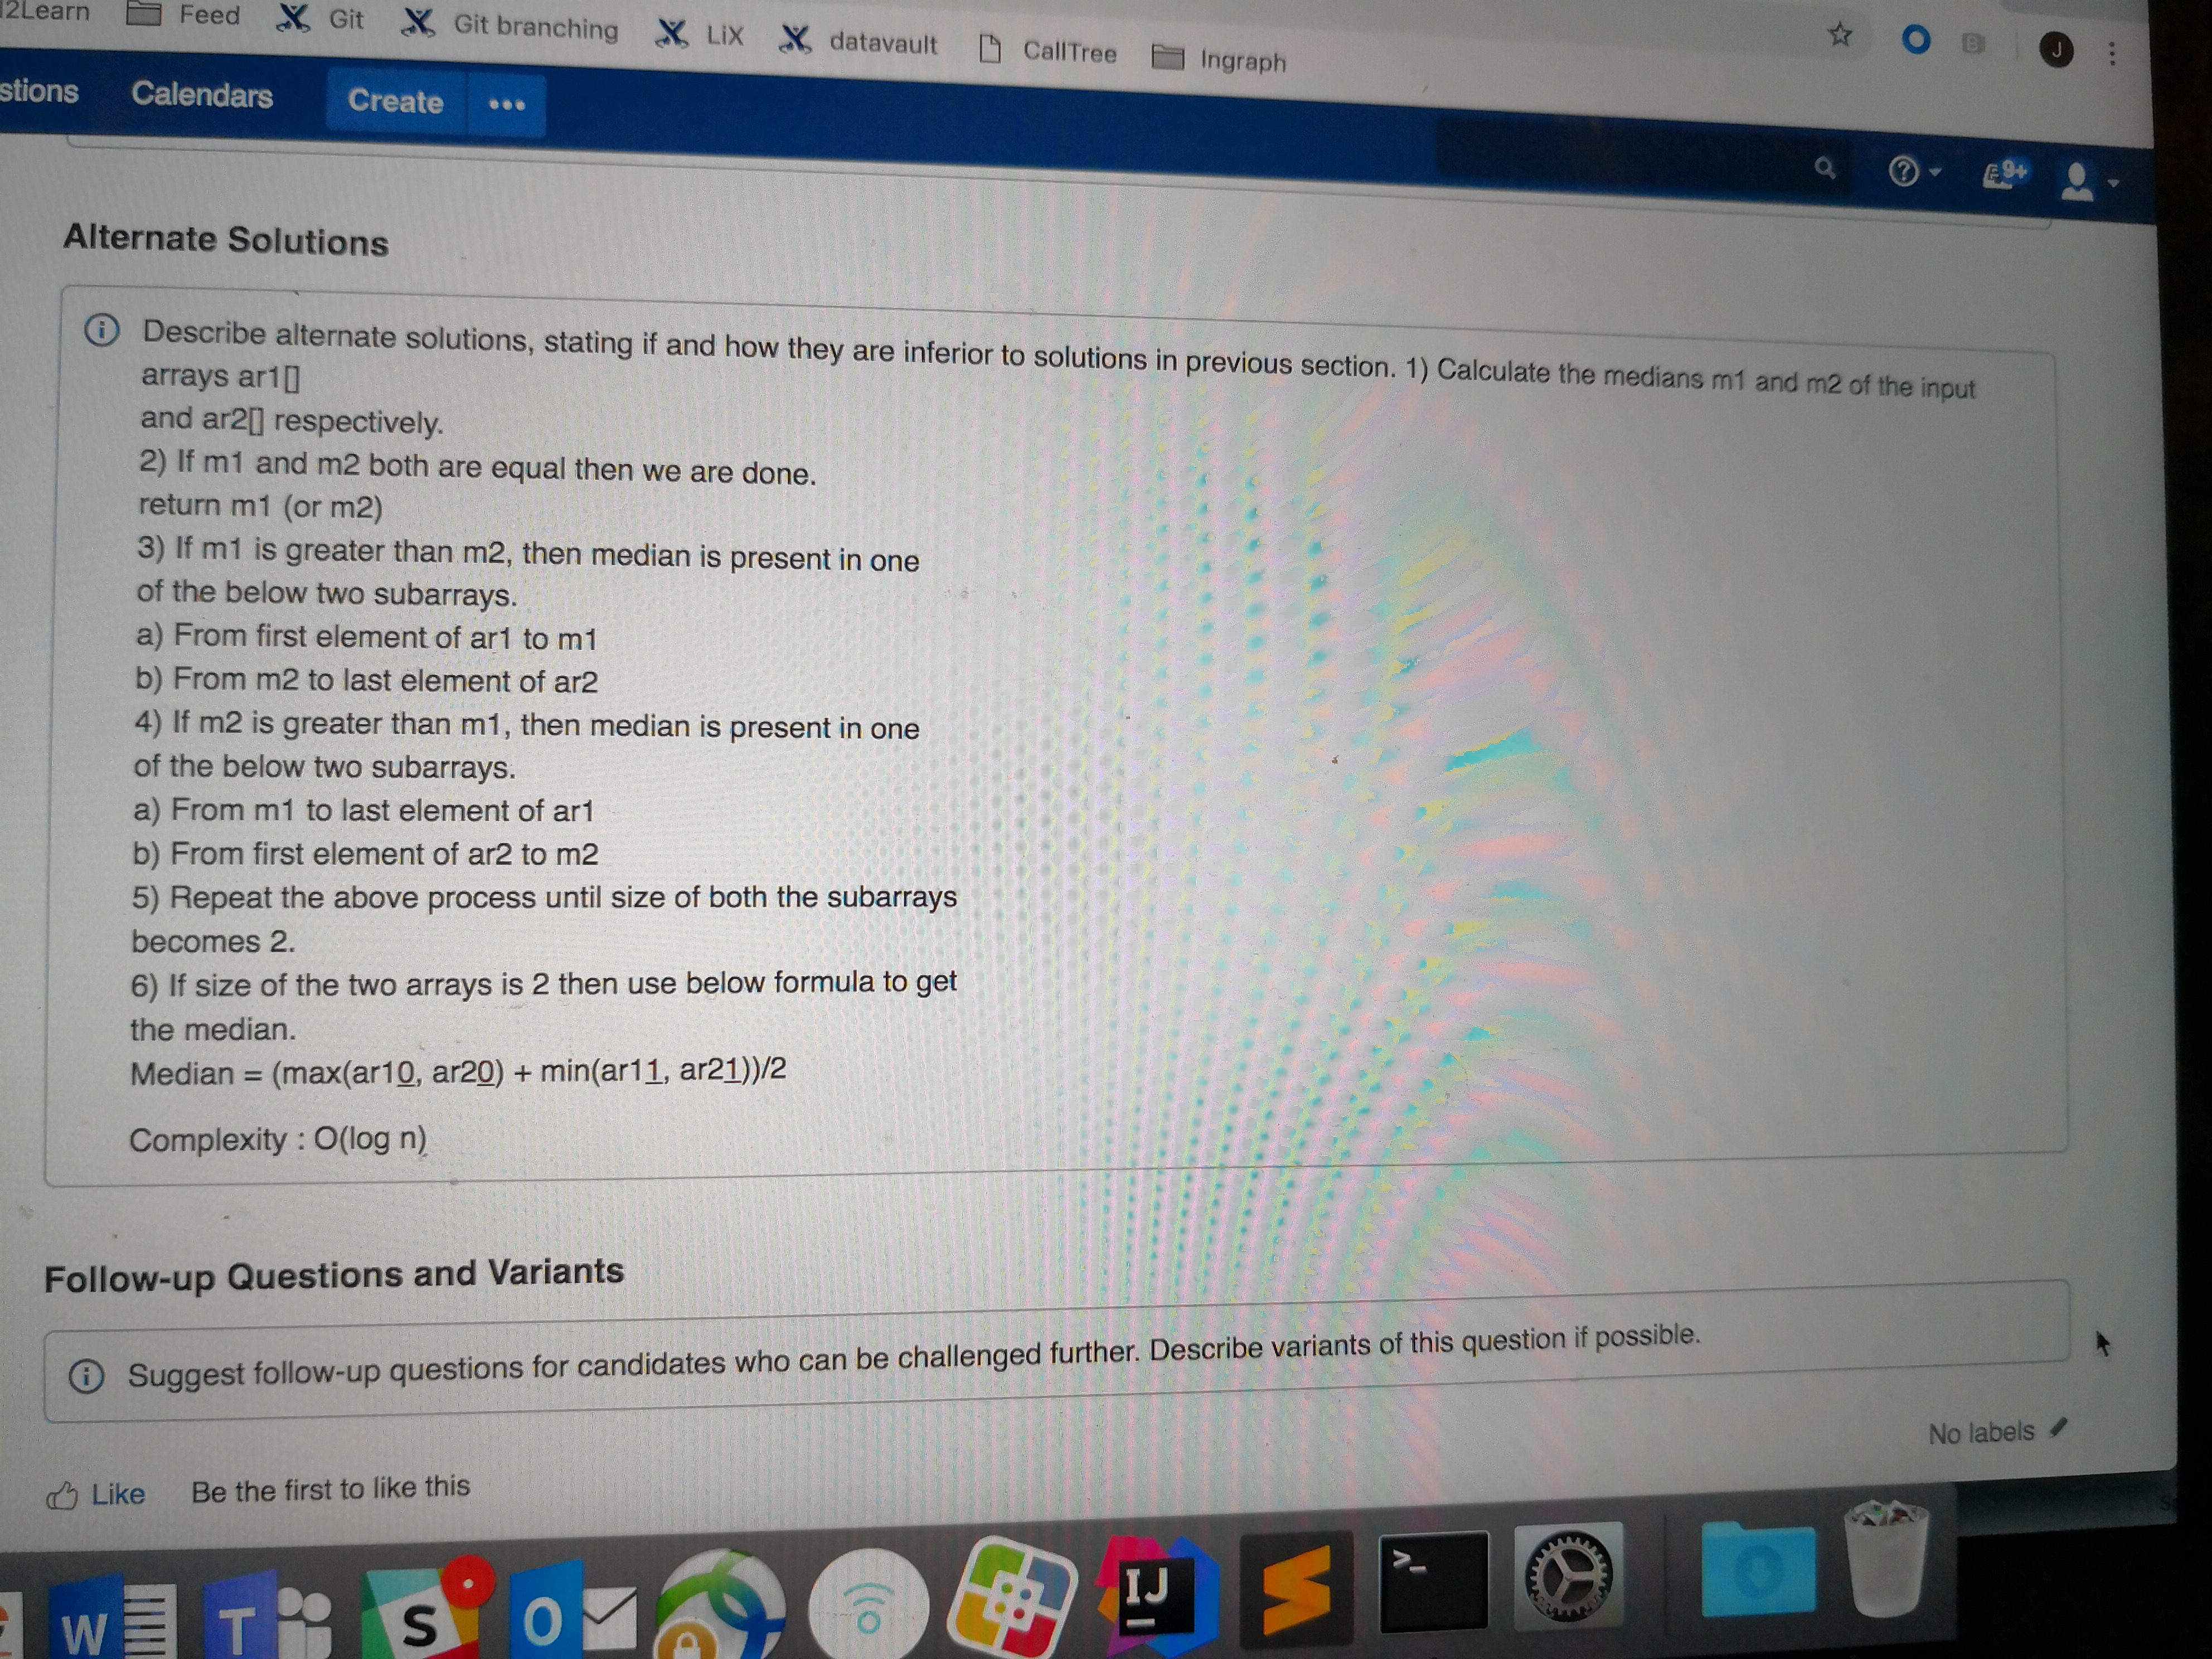 2Learn Feed Git Git branching LiX datavault CallTree Ingraph
B J
stions Calendars Create •••
9+
Alternate Solutions
Describe alternate solutions, stating if and how they are inferior to solutions in previous section. 1) Calculate the medians m1 and m2 of the input
arrays ar1[]
and ar2[] respectively.
2) If m1 and m2 both are equal then we are done.
return m1 (or m2)
3) If m1 is greater than m2, then median is present in one
of the below two subarrays.
a) From first element of ar1 to m1
b) From m2 to last element of ar2
4) If m2 is greater than m1, then median is present in one
of the below two subarrays.
a) From m1 to last element of ar1
b) From first element of ar2 to m2
5) Repeat the above process until size of both the subarrays
becomes 2.
6) If size of the two arrays is 2 then use below formula to get
the median.
Median = (max(ar10, ar20) + min(ar11, ar21))/2
Complexity : O(log n)
Follow-up Questions and Variants
Suggest follow-up questions for candidates who can be challenged further. Describe variants of this question if possible.
No labels
Like Be the first to like this
W T S O IJ >_